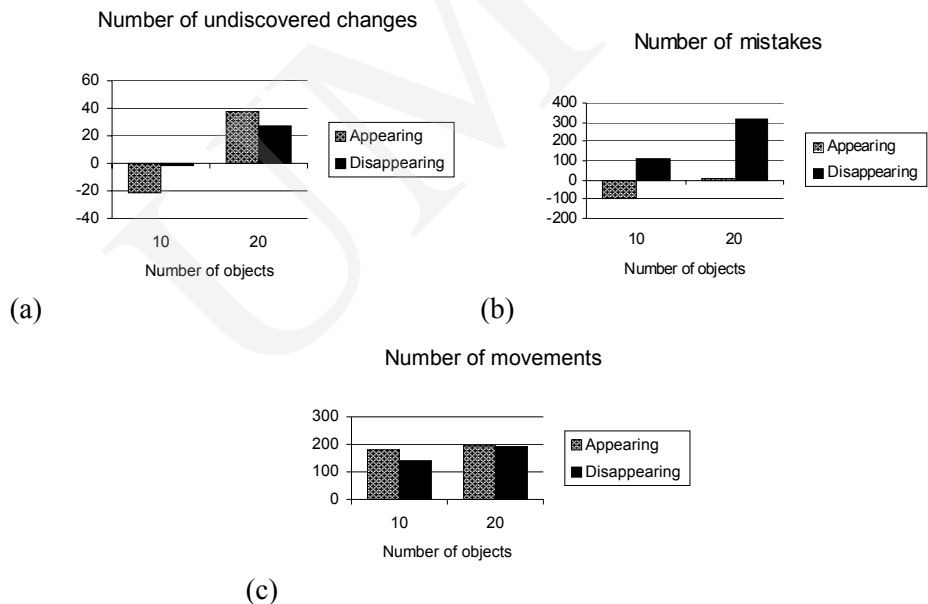 Number of undiscovered changes
60
40
20
0
-20
-40
10 20
Number of objects
Appearing
Disappearing
(a)
Number of mistakes
400
300
200
100
0
-100
-200
10 20
Number of objects
Appearing
Disappearing
(b)
Number of movements
300
200
100
0
10 20
Number of objects
Appearing
Disappearing
(c)
UM